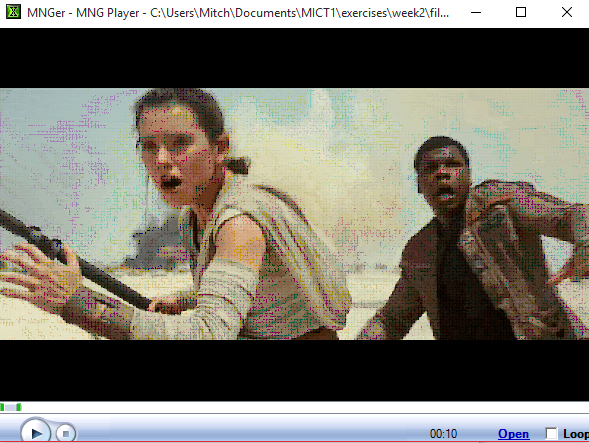 MNGer - MNG Player - C:\Users\Mitch\Documents\MICT1\exercises\week2\fil...
00:10 Open Loop